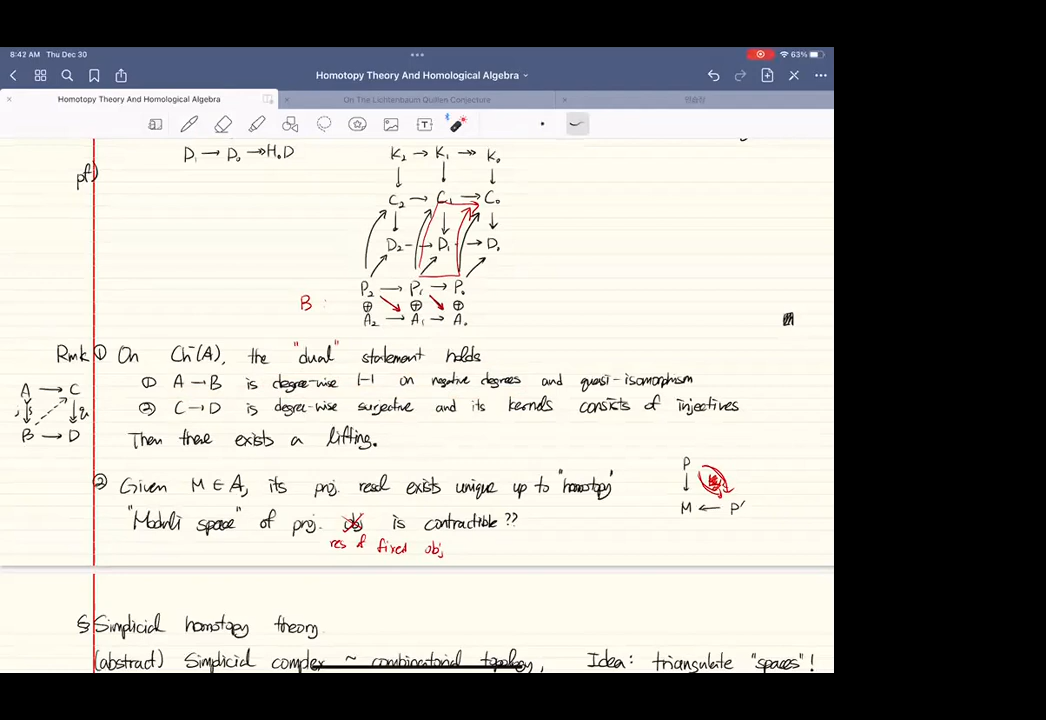 8:42 AM Thu Dec 30
63%
Homotopy Theory And Homological Algebra
Homotopy Theory And Homological Algebra
On The Lichtenbaum Quillen Conjecture
연습장
D₁ → D₀ → H₀D
K₂ → K₁ → K₀
pf)
C₂ → C₁ → C₀
D₂ → D₁ → D₀
P₂ → P₁ → P₀
B :
⊕ ⊕ ⊕
A₂ → A₁ → A₀
Rmk ① On Ch⁻(A), the "dual" statement holds
① A → B is degree-wise 1-1 on negative degrees and quasi-isomorphism
② C → D is degree-wise surjective and its kernels consists of injectives
Then there exists a lifting.
A → C
B → D
② Given M ∈ A, its proj. resol exists unique up to "homotopy"
"Moduli space" of proj. obj is contractible ??
res of fixed obj
P
M ← P'
§ Simplicial homotopy theory
(abstract) Simplicial complex ~ combinatorial topology, Idea: triangulate "spaces"!